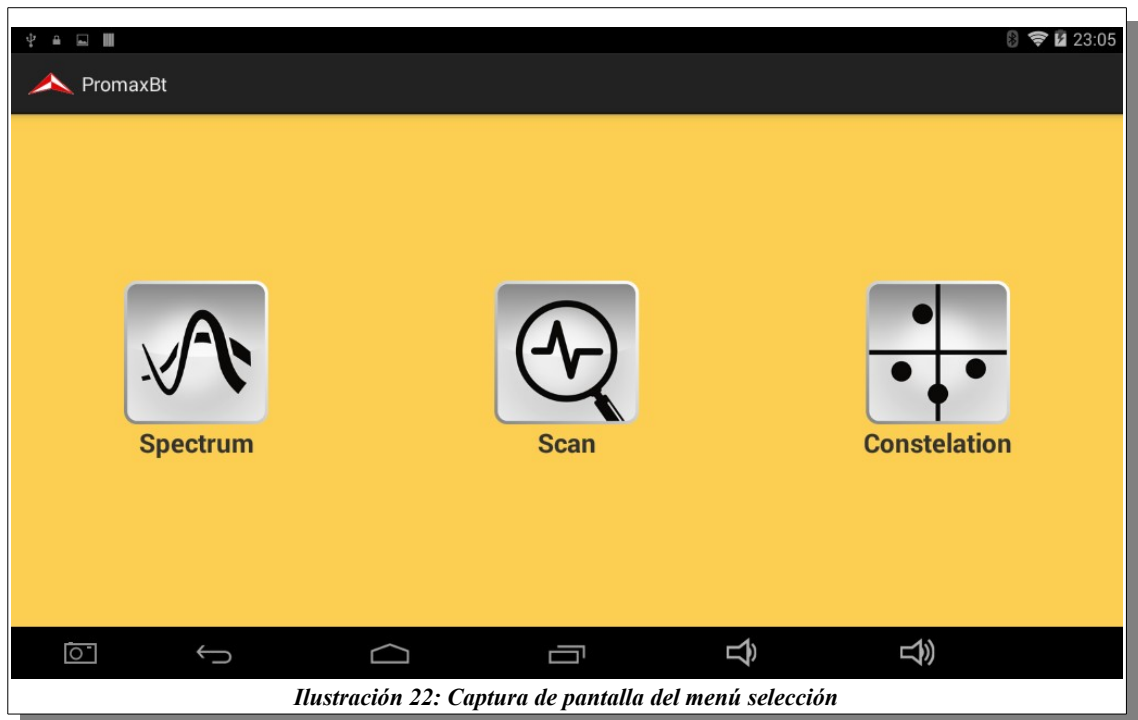 23:05
PromaxBt
Spectrum
Scan
Constelation
Ilustración 22: Captura de pantalla del menú selección